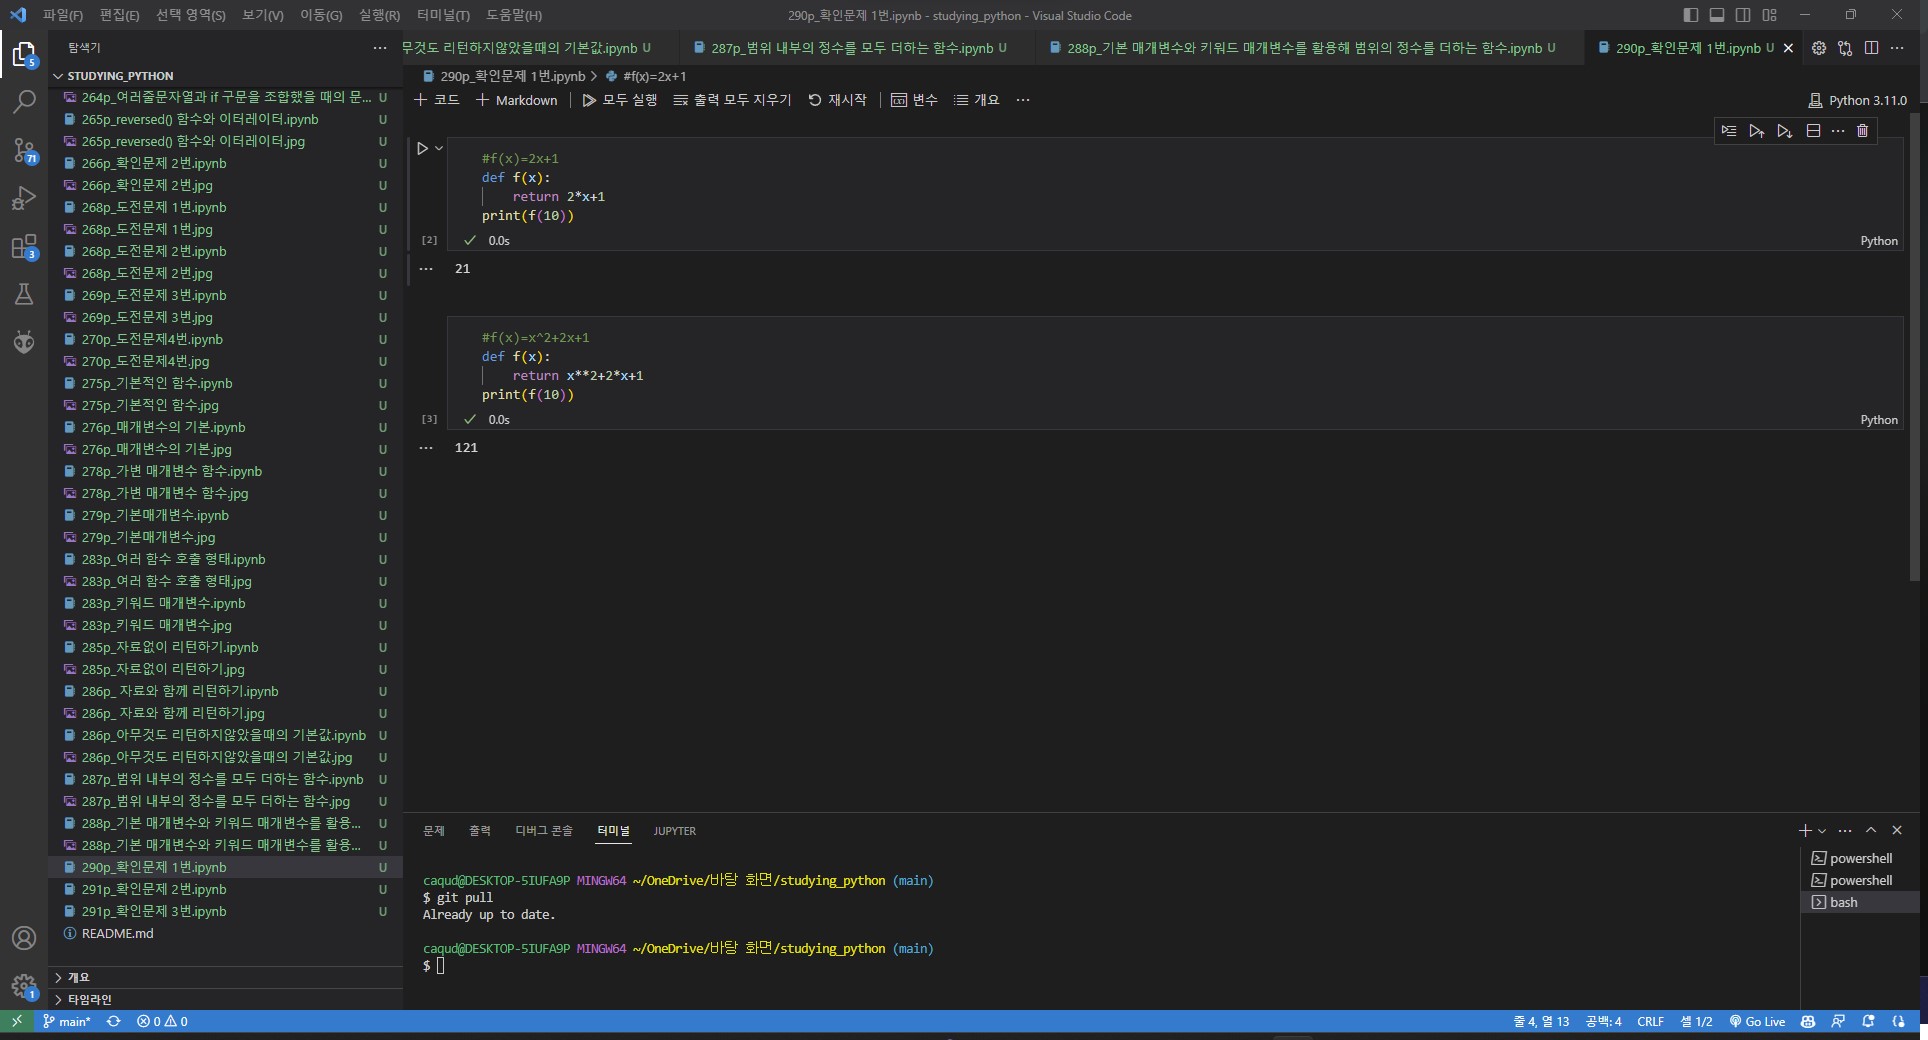 파일(F) 편집(E) 선택 영역(S) 보기(V) 이동(G) 실행(R) 터미널(T) 도움말(H)
290p_확인문제 1번.ipynb - studying_python - Visual Studio Code
탐색기
무것도 리턴하지않았을때의 기본값.ipynb U
287p_범위 내부의 정수를 모두 더하는 함수.ipynb U
288p_기본 매개변수와 키워드 매개변수를 활용해 범위의 정수를 더하는 함수.ipynb U
290p_확인문제 1번.ipynb U
STUDYING_PYTHON
264p_여러줄문자열과 if 구문을 조합했을 때의 문... U
265p_reversed() 함수와 이터레이터.ipynb U
265p_reversed() 함수와 이터레이터.jpg U
266p_확인문제 2번.ipynb U
266p_확인문제 2번.jpg U
268p_도전문제 1번.ipynb U
268p_도전문제 1번.jpg U
268p_도전문제 2번.ipynb U
268p_도전문제 2번.jpg U
269p_도전문제 3번.ipynb U
269p_도전문제 3번.jpg U
270p_도전문제4번.ipynb U
270p_도전문제4번.jpg U
275p_기본적인 함수.ipynb U
275p_기본적인 함수.jpg U
276p_매개변수의 기본.ipynb U
276p_매개변수의 기본.jpg U
278p_가변 매개변수 함수.ipynb U
278p_가변 매개변수 함수.jpg U
279p_기본매개변수.ipynb U
279p_기본매개변수.jpg U
283p_여러 함수 호출 형태.ipynb U
283p_여러 함수 호출 형태.jpg U
283p_키워드 매개변수.ipynb U
283p_키워드 매개변수.jpg U
285p_자료없이 리턴하기.ipynb U
285p_자료없이 리턴하기.jpg U
286p_ 자료와 함께 리턴하기.ipynb U
286p_ 자료와 함께 리턴하기.jpg U
286p_아무것도 리턴하지않았을때의 기본값.ipynb U
286p_아무것도 리턴하지않았을때의 기본값.jpg U
287p_범위 내부의 정수를 모두 더하는 함수.ipynb U
287p_범위 내부의 정수를 모두 더하는 함수.jpg U
288p_기본 매개변수와 키워드 매개변수를 활용... U
288p_기본 매개변수와 키워드 매개변수를 활용... U
290p_확인문제 1번.ipynb U
291p_확인문제 2번.ipynb U
291p_확인문제 3번.ipynb U
README.md
개요
타임라인
5
71
3
1
290p_확인문제 1번.ipynb > #f(x)=2x+1
+ 코드 + Markdown 모두 실행 출력 모두 지우기 재시작 변수 개요 ...
Python 3.11.0
#f(x)=2x+1
def f(x):
return 2*x+1
print(f(10))
[2] ✓ 0.0s
Python
... 21
#f(x)=x^2+2x+1
def f(x):
return x**2+2*x+1
print(f(10))
[3] ✓ 0.0s
Python
... 121
문제 출력 디버그 콘솔 터미널 JUPYTER
powershell
powershell
bash
caqud@DESKTOP-5IUFA9P MINGW64 ~/OneDrive/바탕 화면/studying_python (main)
$ git pull
Already up to date.
caqud@DESKTOP-5IUFA9P MINGW64 ~/OneDrive/바탕 화면/studying_python (main)
$
main* 0 0
줄 4, 열 13 공백: 4 CRLF 셀 1/2 Go Live